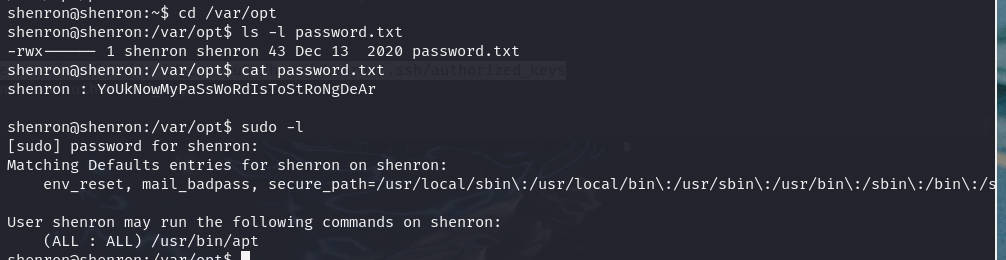 shenron@shenron:~$ cd /var/opt
shenron@shenron:/var/opt$ ls -l password.txt
-rwx------ 1 shenron shenron 43 Dec 13  2020 password.txt
shenron@shenron:/var/opt$ cat password.txt ssh/authorized_keys
shenron : YoUkNowMyPaSsWoRdIsToStRoNgDeAr
shenron@shenron:/var/opt$ sudo -l
[sudo] password for shenron:
Matching Defaults entries for shenron on shenron:
    env_reset, mail_badpass, secure_path=/usr/local/sbin\:/usr/local/bin\:/usr/sbin\:/usr/bin\:/sbin\:/bin\:/s
User shenron may run the following commands on shenron:
    (ALL : ALL) /usr/bin/apt
shenron@shenron:/var/opt$